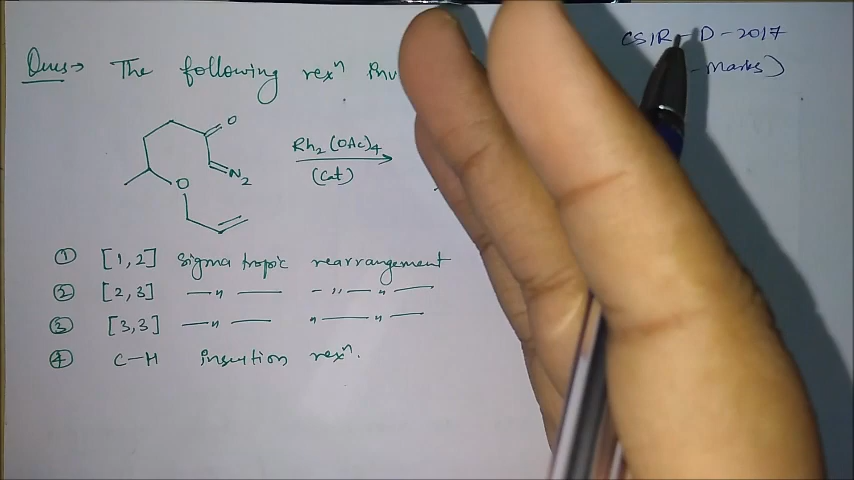 CSIR - D - 2017
Ques→ The following rexⁿ
- Marks)
O
N₂
O
Rh₂(OAc)₄
(Cat)
① [1,2] sigma tropic rearrangement
② [2,3] —〃— —〃—〃—
③ [3,3] —〃— 〃—〃—
④ C-H insertion rexⁿ.